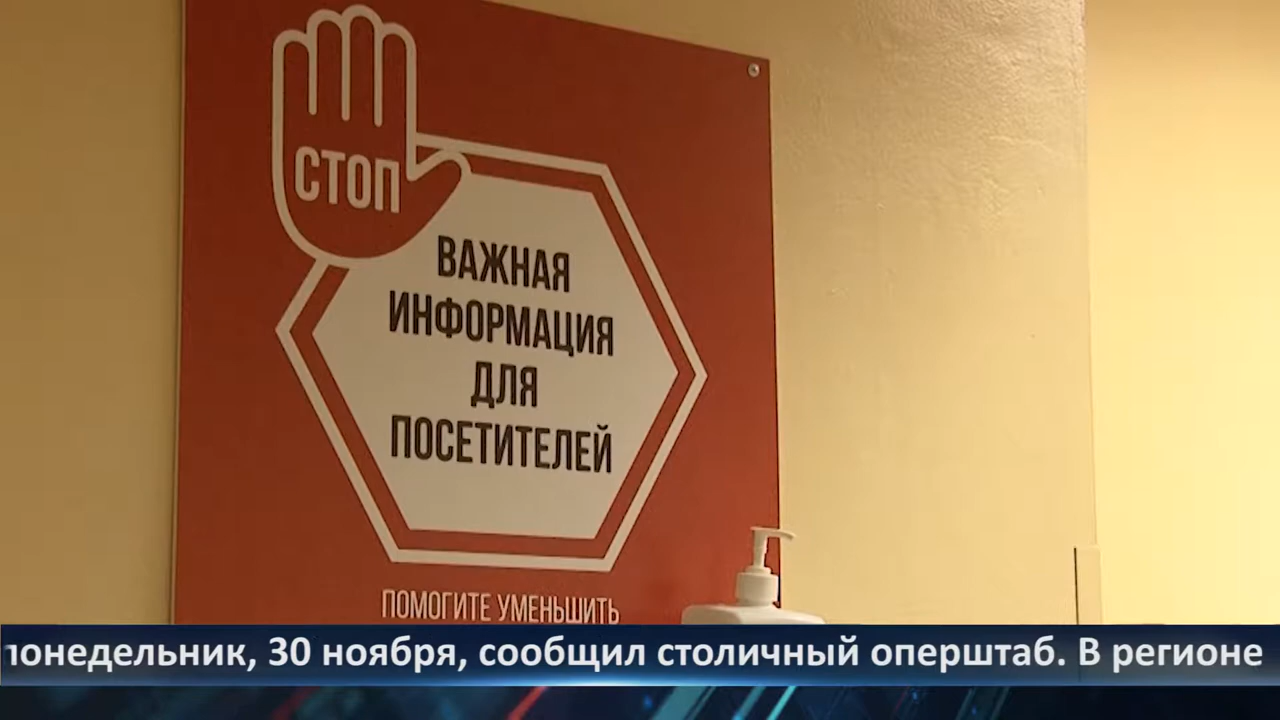 СТОП
ВАЖНАЯ
ИНФОРМАЦИЯ
ДЛЯ
ПОСЕТИТЕЛЕЙ
ПОМОГИТЕ УМЕНЬШИТЬ
понедельник, 30 ноября, сообщил столичный оперштаб. В регионе